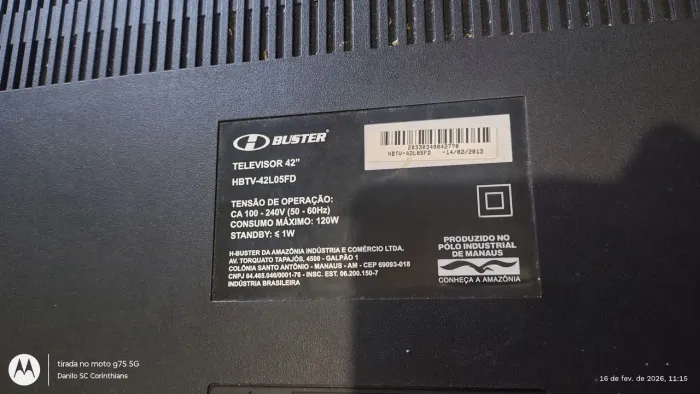 H BUSTER®
TELEVISOR 42"
HBTV-42L05FD
TENSÃO DE OPERAÇÃO:
CA 100 - 240V (50 - 60Hz)
CONSUMO MÁXIMO: 120W
STANDBY: ≤ 1W
H-BUSTER DA AMAZÔNIA INDÚSTRIA E COMÉRCIO LTDA.
AV. TORQUATO TAPAJÓS, 4500 - GALPÃO 1
COLÔNIA SANTO ANTÔNIO - MANAUS - AM - CEP 69093-018
CNPJ 84.465.046/0001-76 - INSC. EST. 06.200.150-7
INDÚSTRIA BRASILEIRA
20330348842770
HBTV-42L05FD -14/02/2013
PRODUZIDO NO
PÓLO INDUSTRIAL
DE MANAUS
CONHEÇA A AMAZÔNIA
tirada no moto g75 5G
Danilo SC Corinthians
16 de fev. de 2026, 11:15